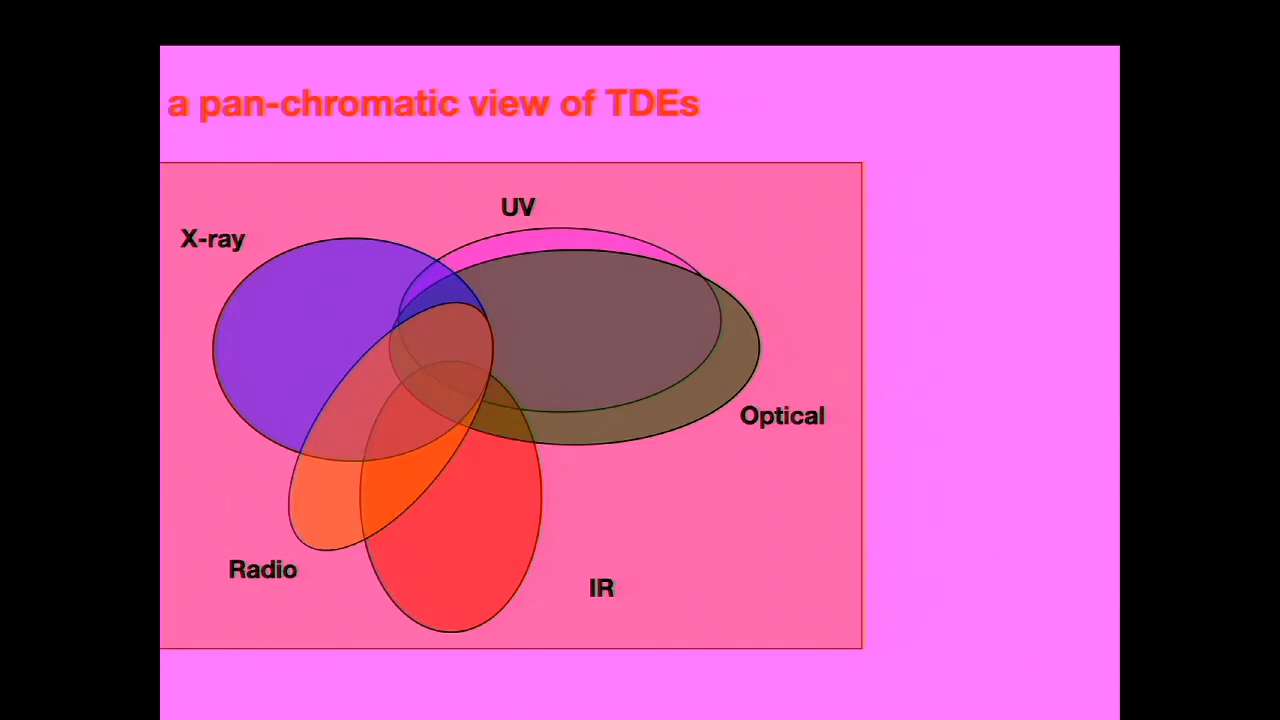 a pan-chromatic view of TDEs
UV
X-ray
Optical
Radio
IR